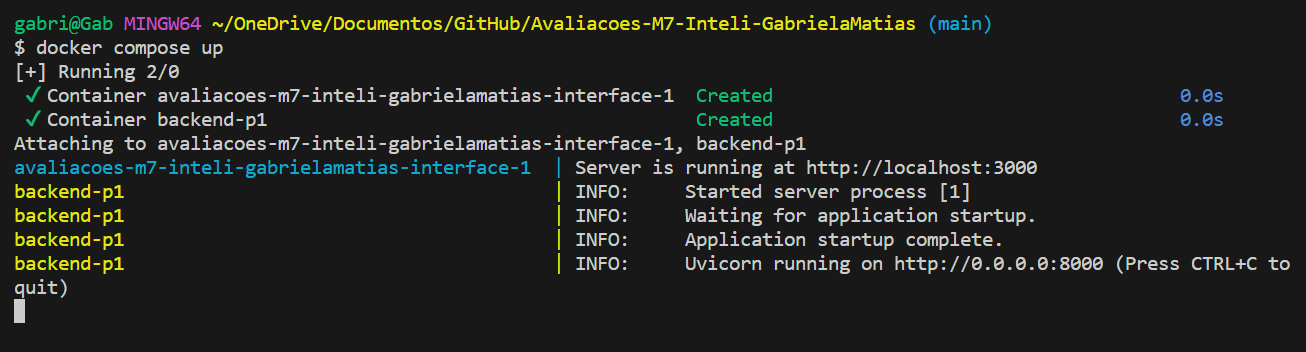 gabri@Gab MINGW64 ~/OneDrive/Documentos/GitHub/Avaliacoes-M7-Inteli-GabrielaMatias (main)
$ docker compose up
[+] Running 2/0
✓ Container avaliacoes-m7-inteli-gabrielamatias-interface-1 Created 0.0s
✓ Container backend-p1 Created 0.0s
Attaching to avaliacoes-m7-inteli-gabrielamatias-interface-1, backend-p1
avaliacoes-m7-inteli-gabrielamatias-interface-1 | Server is running at http://localhost:3000
backend-p1 | INFO: Started server process [1]
backend-p1 | INFO: Waiting for application startup.
backend-p1 | INFO: Application startup complete.
backend-p1 | INFO: Uvicorn running on http://0.0.0.0:8000 (Press CTRL+C to
quit)